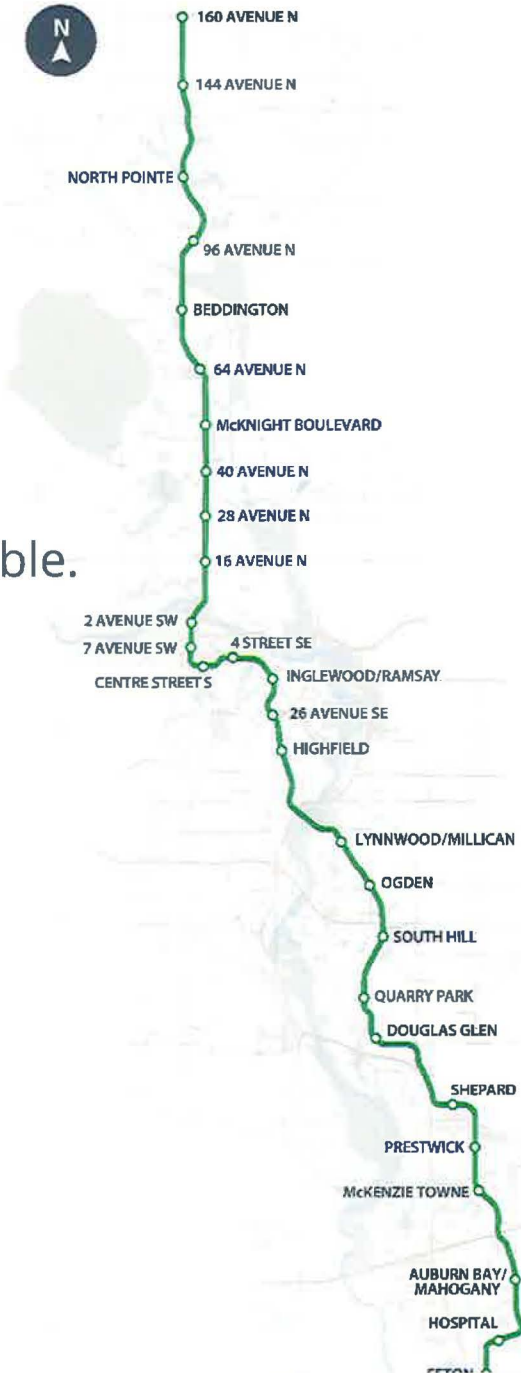 N
160 AVENUE N
144 AVENUE N
NORTH POINTE
96 AVENUE N
BEDDINGTON
64 AVENUE N
McKNIGHT BOULEVARD
40 AVENUE N
28 AVENUE N
ble.
16 AVENUE N
2 AVENUE SW
4 STREET SE
7 AVENUE SW
CENTRE STREET S
INGLEWOOD/RAMSAY
26 AVENUE SE
HIGHFIELD
LYNNWOOD/MILLICAN
OGDEN
SOUTH HILL
QUARRY PARK
DOUGLAS GLEN
SHEPARD
PRESTWICK
McKENZIE TOWNE
AUBURN BAY/
MAHOGANY
HOSPITAL